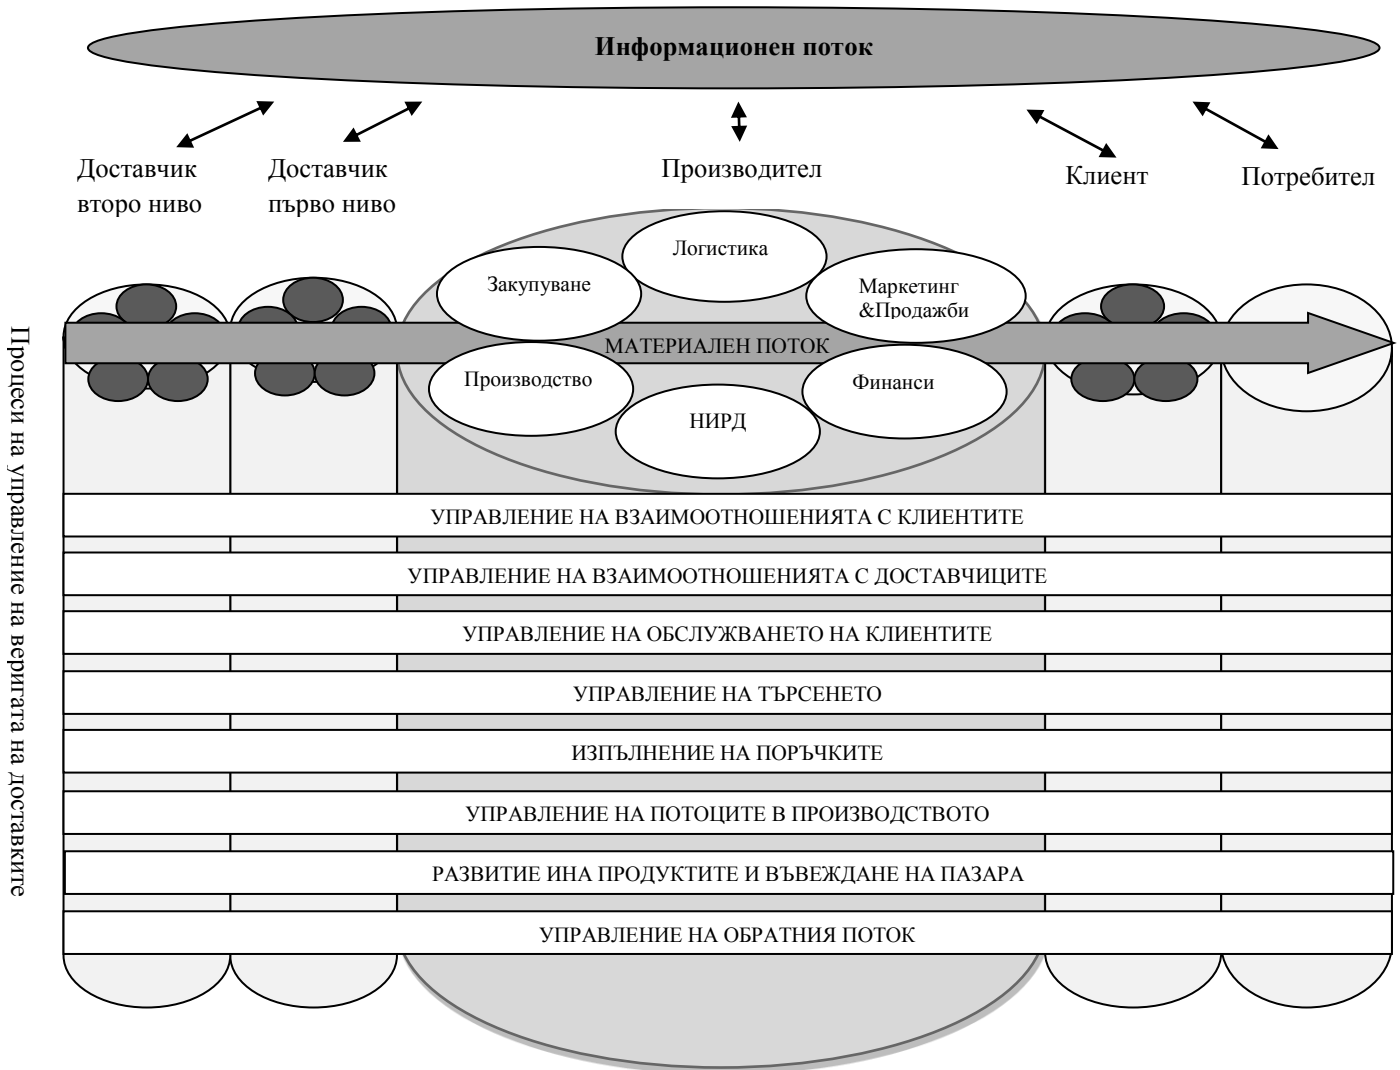 Информационен поток
Доставчик
второ ниво
Доставчик
първо ниво
Производител
Клиент
Потребител
Логистика
Закупуване
Маркетинг
&Продажби
МАТЕРИАЛЕН ПОТОК
Производство
НИРД
Финанси
Процеси на управление на веригата на доставките
УПРАВЛЕНИЕ НА ВЗАИМООТНОШЕНИЯТА С КЛИЕНТИТЕ
УПРАВЛЕНИЕ НА ВЗАИМООТНОШЕНИЯТА С ДОСТАВЧИЦИТЕ
УПРАВЛЕНИЕ НА ОБСЛУЖВАНЕТО НА КЛИЕНТИТЕ
УПРАВЛЕНИЕ НА ТЪРСЕНЕТО
ИЗПЪЛНЕНИЕ НА ПОРЪЧКИТЕ
УПРАВЛЕНИЕ НА ПОТОЦИТЕ В ПРОИЗВОДСТВОТО
РАЗВИТИЕ ИНА ПРОДУКТИТЕ И ВЪВЕЖДАНЕ НА ПАЗАРА
УПРАВЛЕНИЕ НА ОБРАТНИЯ ПОТОК